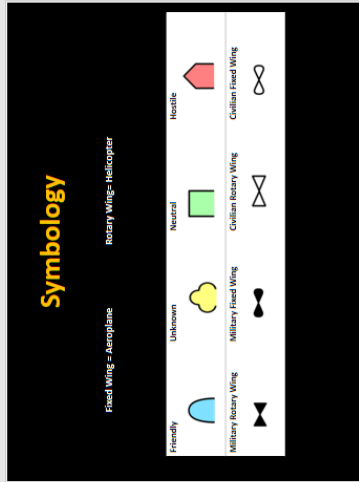 Symbology
Fixed Wing = Aeroplane
Rotary Wing= Helicopter
Friendly
Unknown
Neutral
Hostile
Military Rotary Wing
Military Fixed Wing
Civilian Rotary Wing
Civilian Fixed Wing